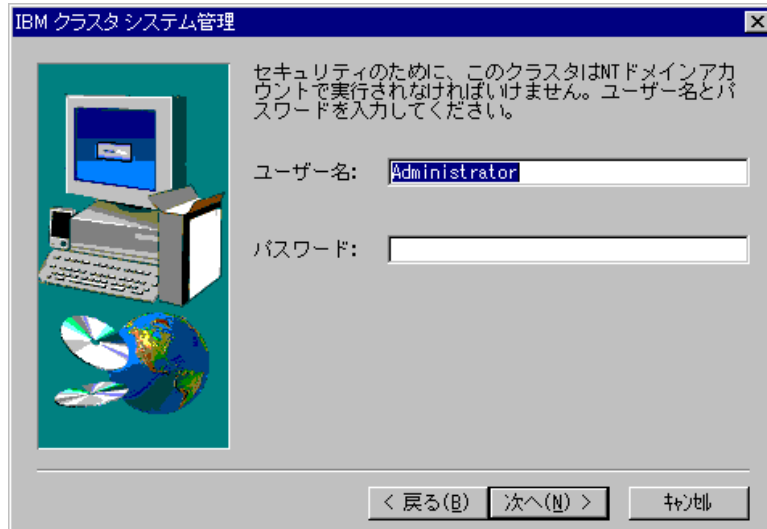 IBM クラスタ システム管理
セキュリティのために、このクラスタはNTドメインアカ
ウントで実行されなければいけません。ユーザー名とパ
スワードを入力してください。
ユーザー名: Administrator
パスワード:
< 戻る(B) 次へ(N) > キャンセル